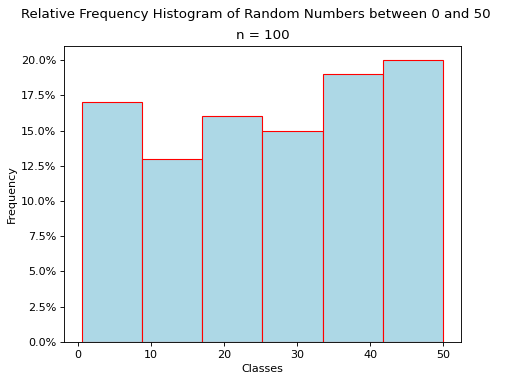 Relative Frequency Histogram of Random Numbers between 0 and 50
n = 100
20.0%
17.5%
15.0%
12.5%
10.0%
7.5%
5.0%
2.5%
0.0%
Frequency
0 10 20 30 40 50
Classes